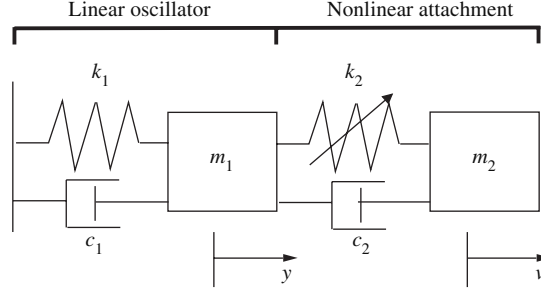 Linear oscillator Nonlinear attachment
k1 k2
m1 m2
c1 c2
y